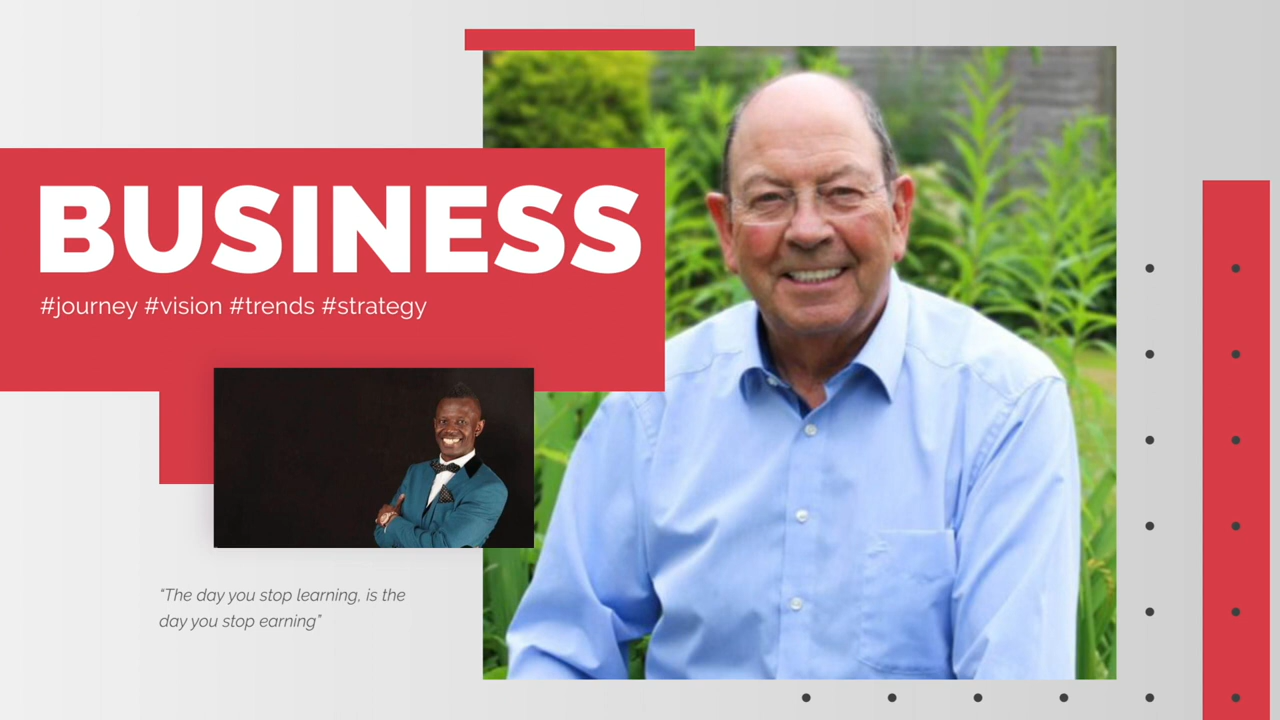 BUSINESS
#journey #vision #trends #strategy
“The day you stop learning, is the
day you stop earning”